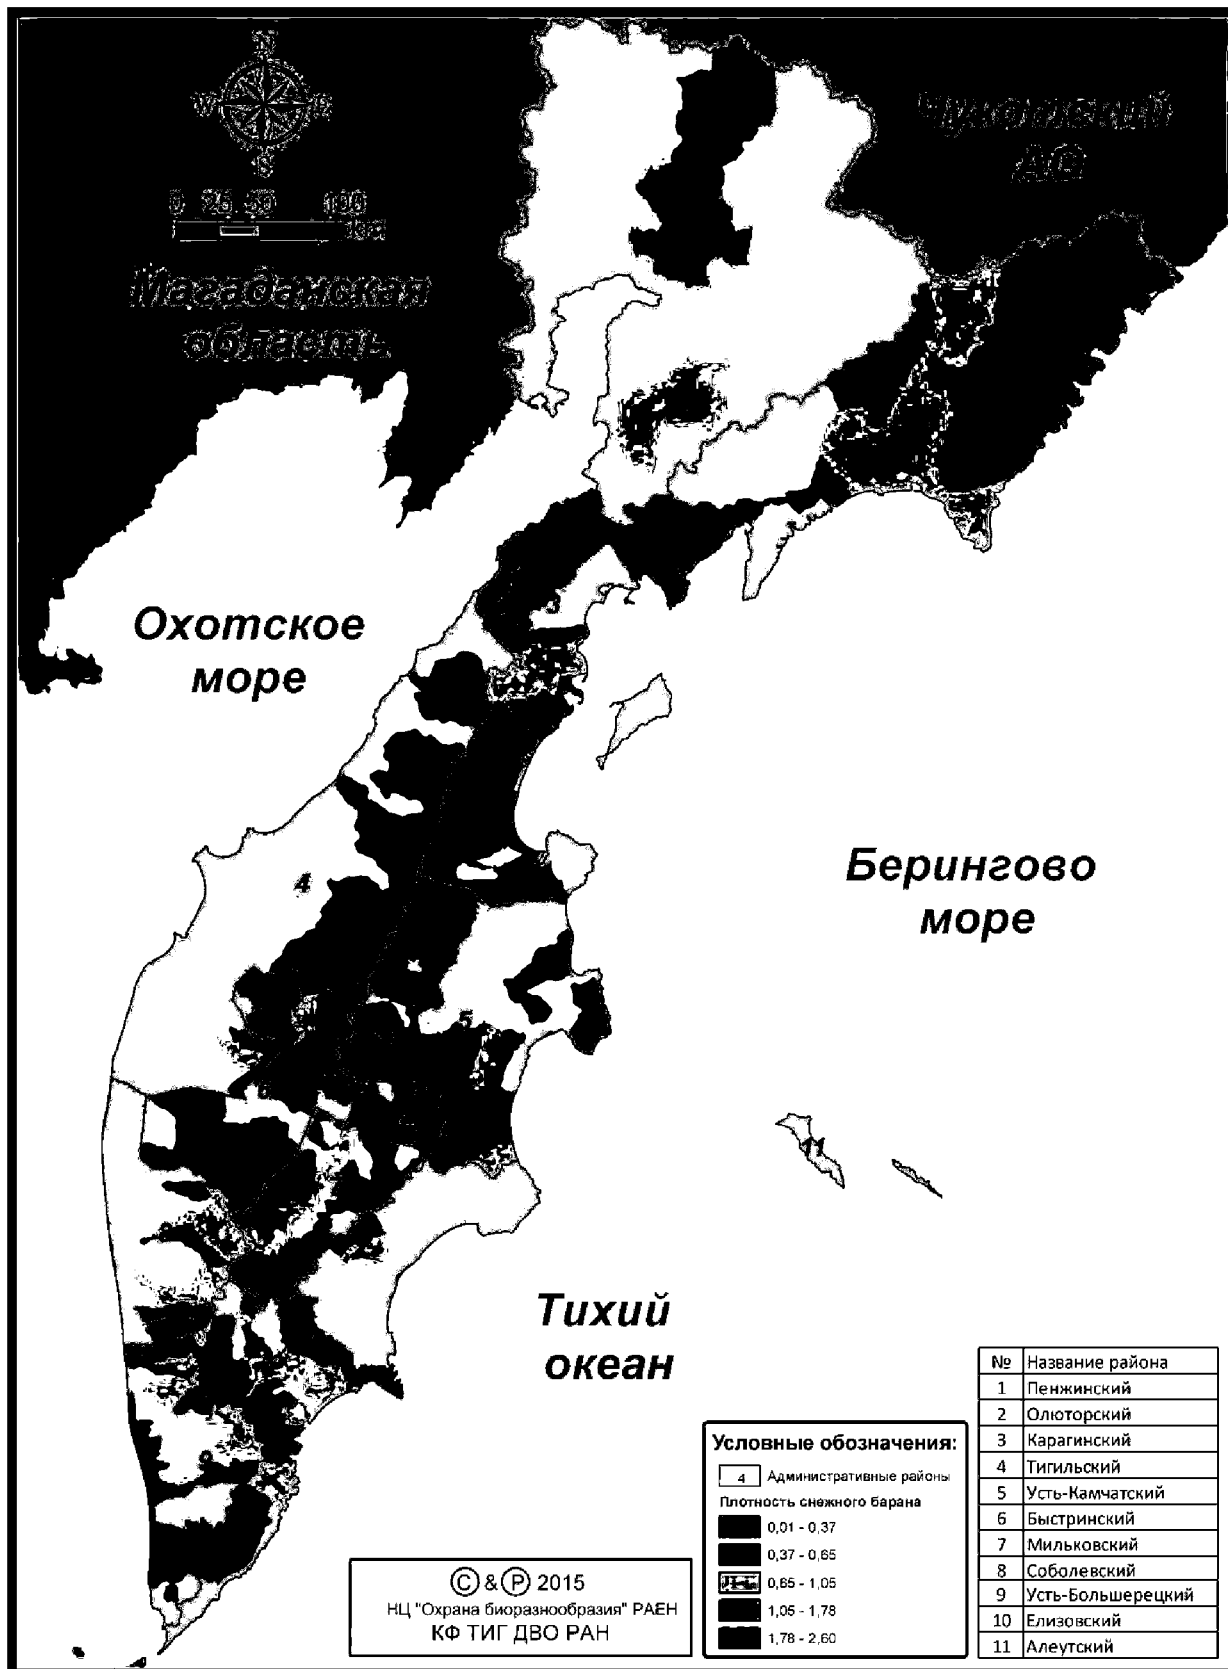 N
W E
S
0 25 50 100
km
Магаданская
область
Чукотский
АО
Охотское
море
4
Берингово
море
5
11
Тихий
океан
9
№ Название района
1 Пенжинский
2 Олюторский
3 Карагинский
4 Тигильский
5 Усть-Камчатский
6 Быстринский
7 Мильковский
8 Соболевский
9 Усть-Большерецкий
10 Елизовский
11 Алеутский
Условные обозначения:
4 Административные районы
Плотность снежного барана
0,01 - 0,37
0,37 - 0,65
0,65 - 1,05
1,05 - 1,78
1,78 - 2,60
© & ℗ 2015
НЦ "Охрана биоразнообразия" РАЕН
КФ ТИГ ДВО РАН